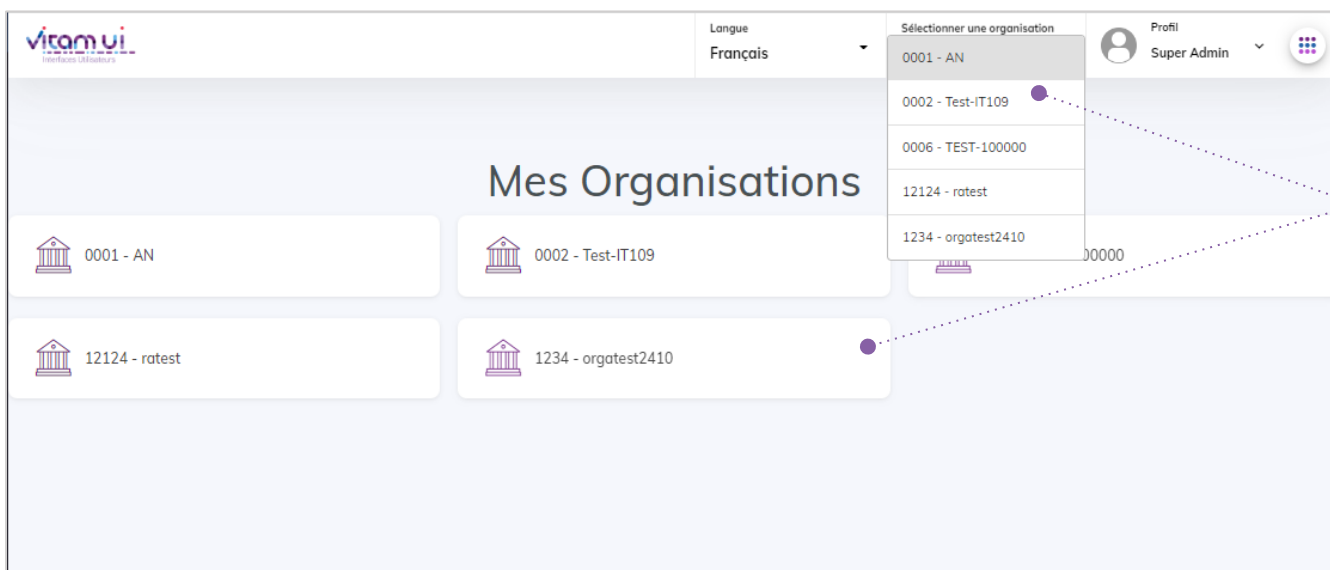 vitam ui
Interfaces Utilisateurs
Langue
Français
Sélectionner une organisation
0001 - AN
0002 - Test-IT109
0006 - TEST-100000
12124 - ratest
1234 - orgatest2410
Profil
Super Admin
Mes Organisations
0001 - AN
0002 - Test-IT109
00000
12124 - ratest
1234 - orgatest2410